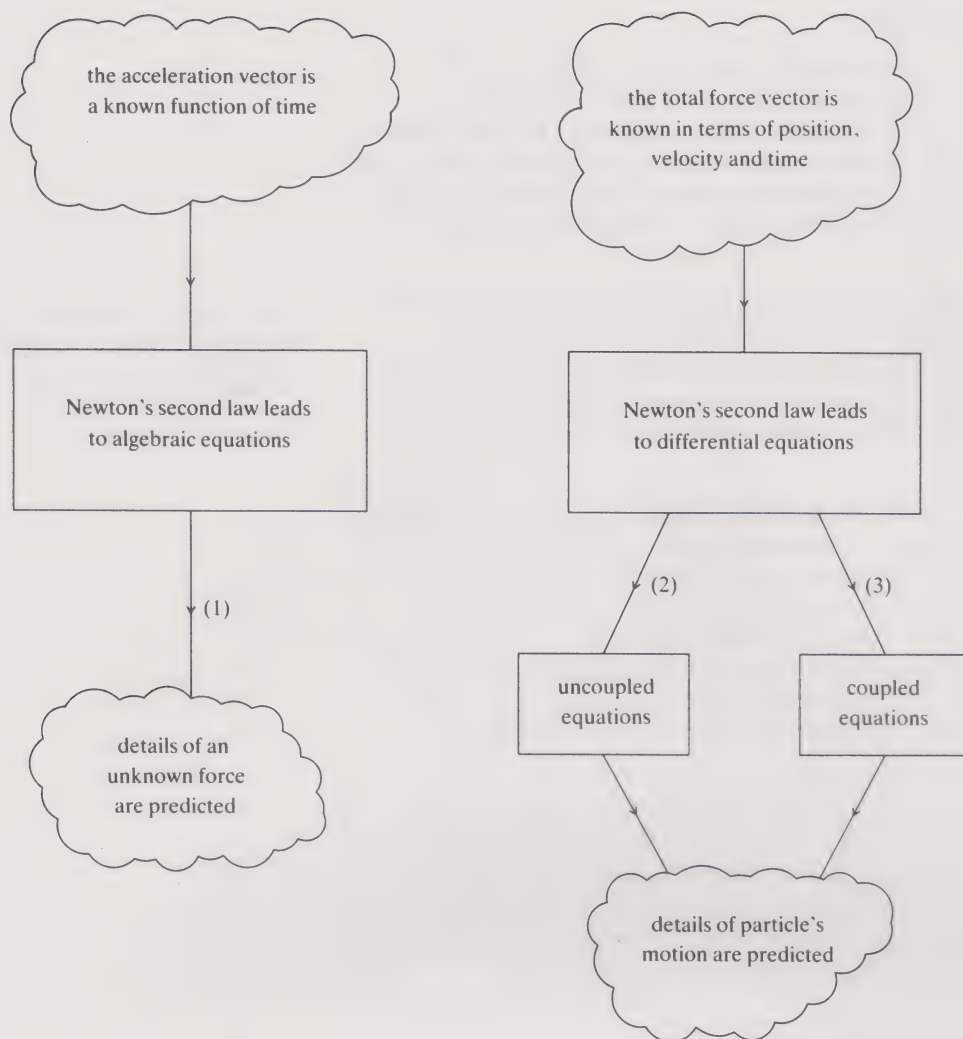 the acceleration vector is
a known function of time
the total force vector is
known in terms of position,
velocity and time
Newton's second law leads
to algebraic equations
Newton's second law leads
to differential equations
(1)
(2)
(3)
uncoupled
equations
coupled
equations
details of an
unknown force
are predicted
details of particle's
motion are predicted